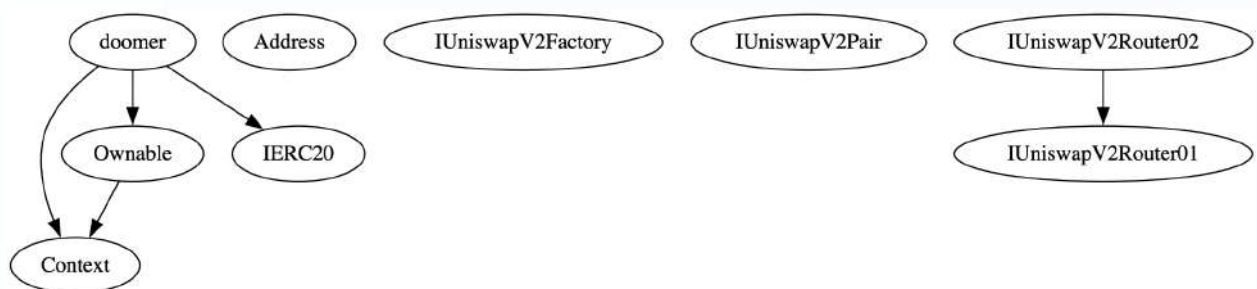 doomer
Address
IUniswapV2Factory
IUniswapV2Pair
IUniswapV2Router02
Ownable
IERC20
IUniswapV2Router01
Context